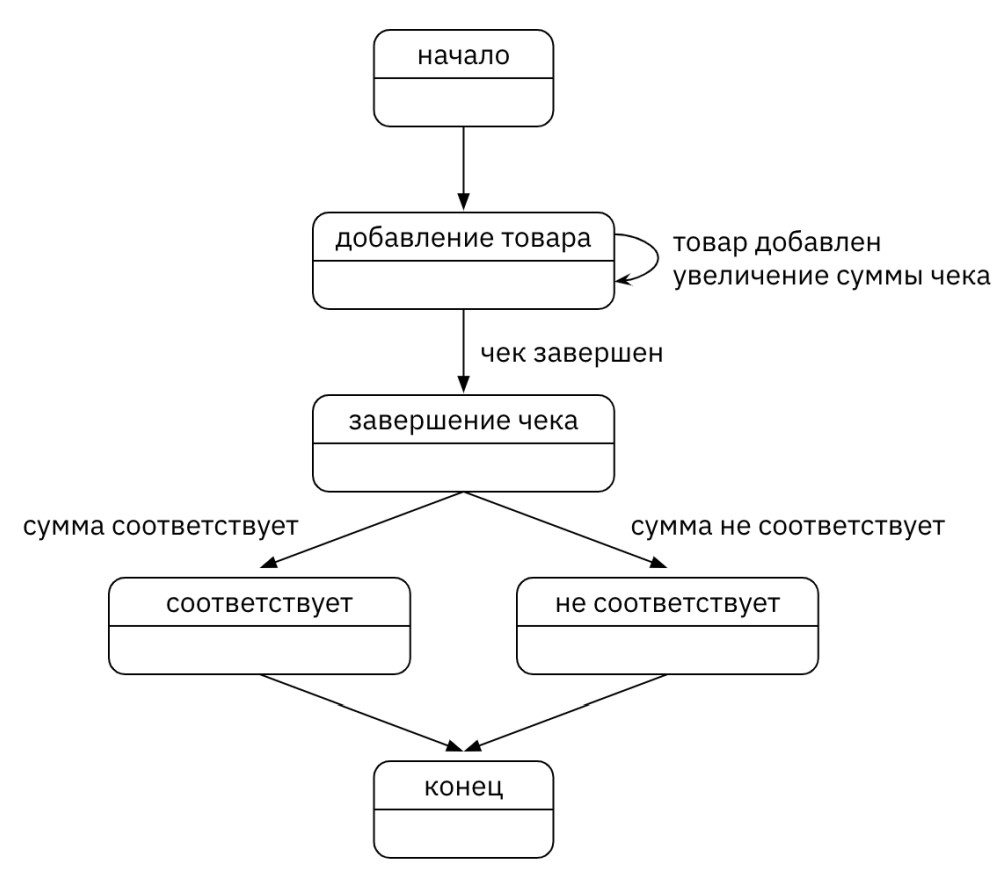 начало
добавление товара
товар добавлен
увеличение суммы чека
чек завершен
завершение чека
сумма соответствует
сумма не соответствует
соответствует
не соответствует
конец